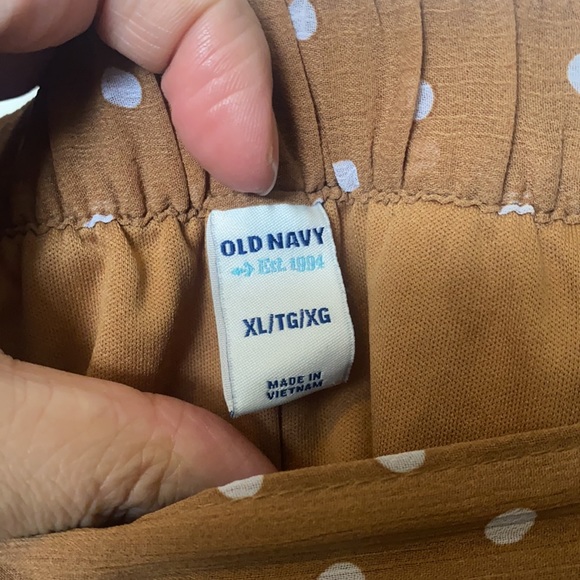 OLD NAVY
Est. 1994
XL/TG/XG
MADE IN
VIETNAM